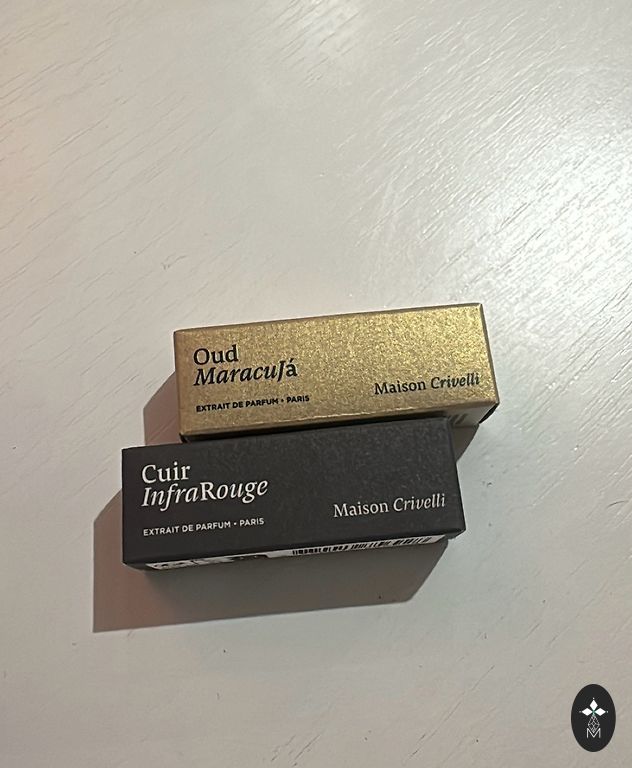 Oud
MaracuJá
EXTRAIT DE PARFUM • PARIS
Maison Crivelli
Cuir
InfraRouge
EXTRAIT DE PARFUM • PARIS
Maison Crivelli
M